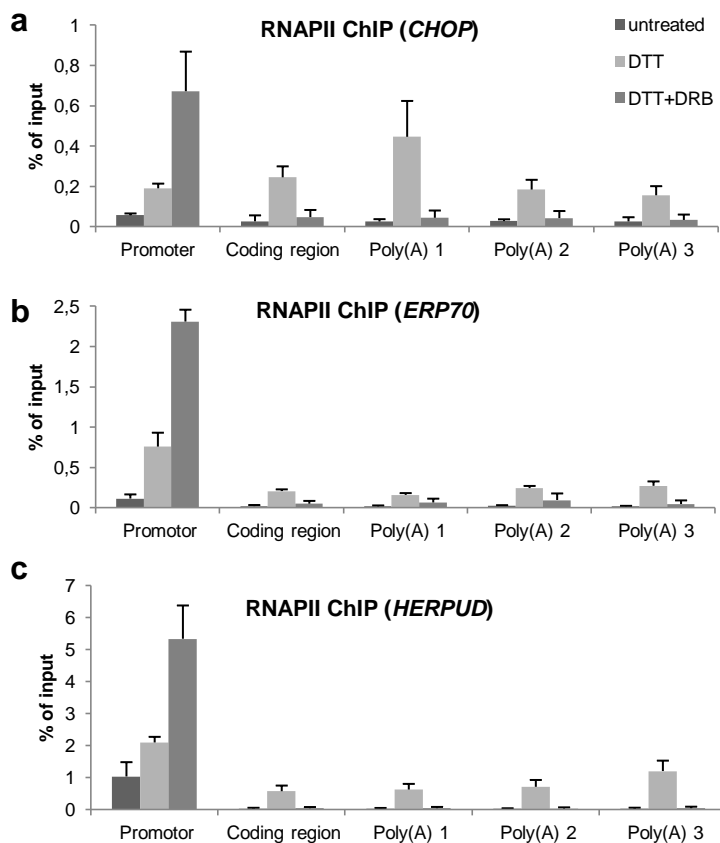 a
RNAPII ChIP (CHOP)
untreated
DTT
DTT+DRB
% of input
1
0,8
0,6
0,4
0,2
0
Promoter Coding region Poly(A) 1 Poly(A) 2 Poly(A) 3
b
RNAPII ChIP (ERP70)
% of input
2,5
2
1,5
1
0,5
0
Promotor Coding region Poly(A) 1 Poly(A) 2 Poly(A) 3
c
RNAPII ChIP (HERPUD)
% of input
7
6
5
4
3
2
1
0
Promotor Coding region Poly(A) 1 Poly(A) 2 Poly(A) 3